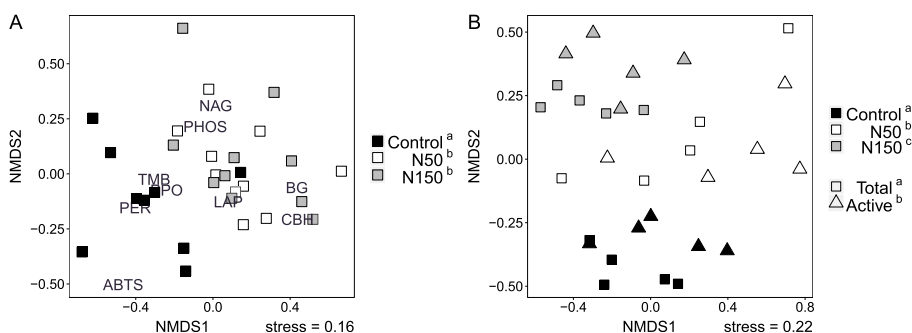 A
B
0.50
0.25
0.00
−0.25
−0.50
NMDS2
NAG
PHOS
TMB
PO
PER
LAP
BG
CBH
ABTS
−0.4
0.0
0.4
NMDS1
stress = 0.16
Control a
N50 b
N150 b
0.50
0.25
0.00
−0.25
−0.50
NMDS2
−0.4
0.0
0.4
0.8
NMDS1
stress = 0.22
Control a
N50 b
N150 c
Total a
Active b